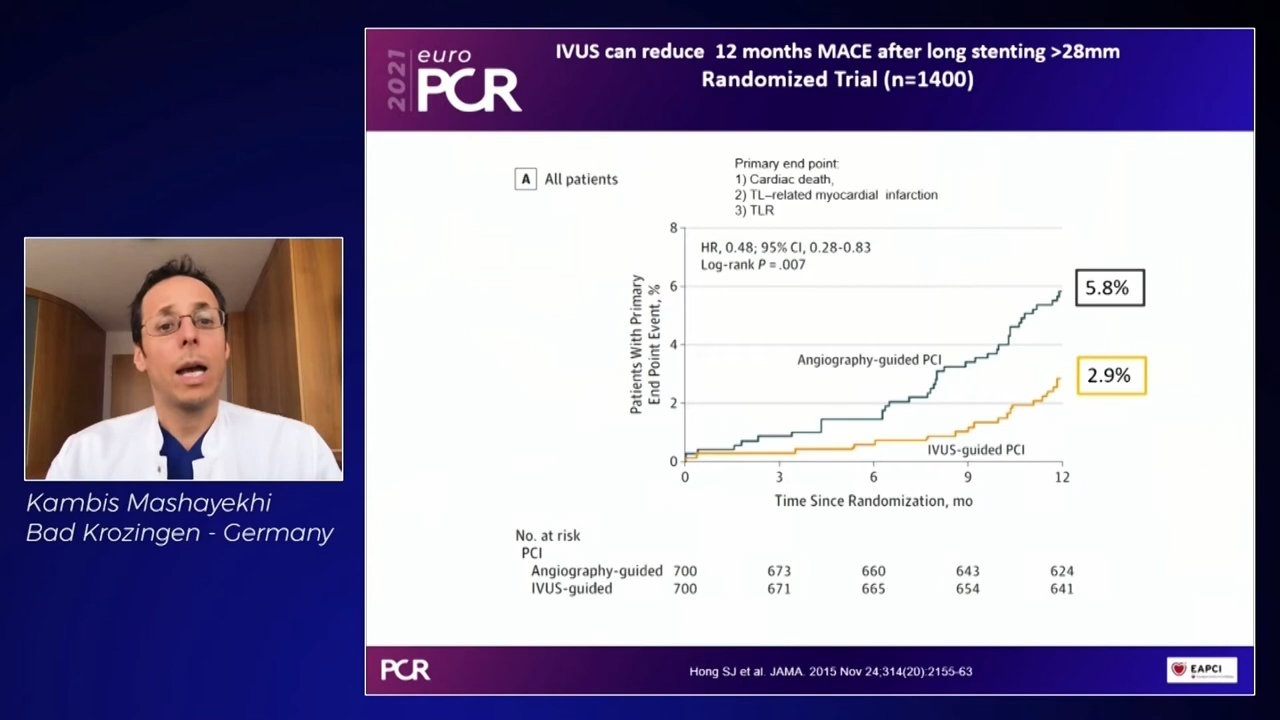 2021
euro
PCR
IVUS can reduce 12 months MACE after long stenting >28mm
Randomized Trial (n=1400)
A All patients
Primary end point:
1) Cardiac death,
2) TL–related myocardial infarction
3) TLR
HR, 0.48; 95% CI, 0.28-0.83
Log-rank P = .007
Patients With Primary
End Point Event, %
8
6
4
2
0
Angiography-guided PCI
IVUS-guided PCI
5.8%
2.9%
0 3 6 9 12
Time Since Randomization, mo
No. at risk
PCI
Angiography-guided 700 673 660 643 624
IVUS-guided 700 671 665 654 641
Kambis Mashayekhi
Bad Krozingen - Germany
PCR
Hong SJ et al. JAMA. 2015 Nov 24;314(20):2155-63
EAPCI